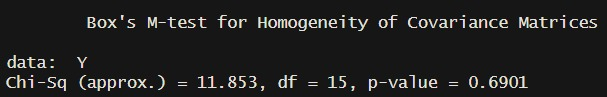 Box's M-test for Homogeneity of Covariance Matrices
data:  Y
Chi-Sq (approx.) = 11.853, df = 15, p-value = 0.6901